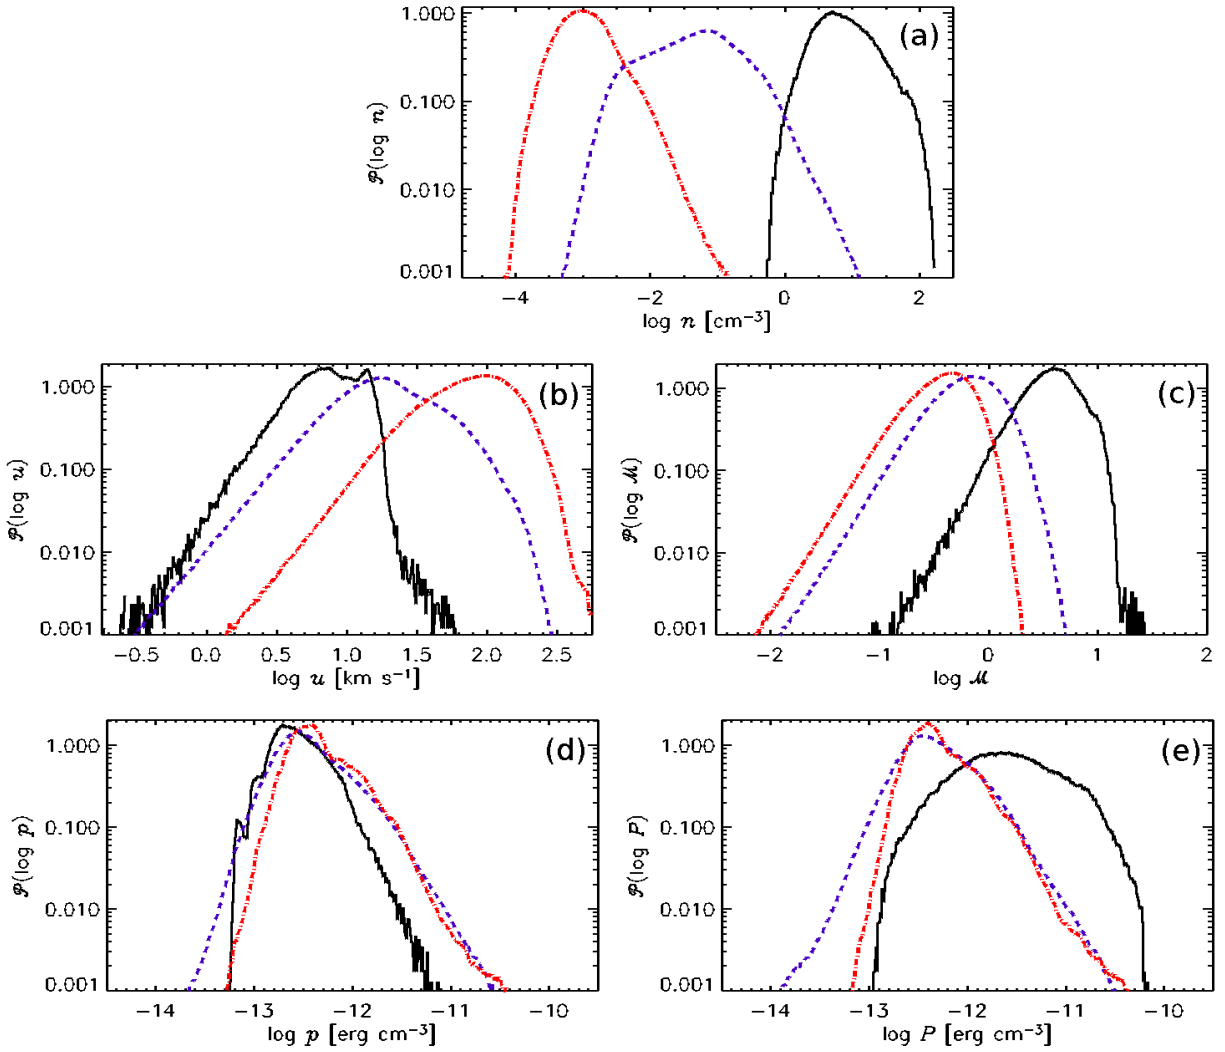 (a)
1.000
0.100
0.010
0.001
𝒫(log n)
−4 −2 0 2
log n [cm⁻³]
(b)
1.000
0.100
0.010
0.001
𝒫(log u)
−0.5 0.0 0.5 1.0 1.5 2.0 2.5
log u [km s⁻¹]
(c)
1.000
0.100
0.010
0.001
𝒫(log ℳ)
−2 −1 0 1 2
log ℳ
(d)
1.000
0.100
0.010
0.001
𝒫(log p)
−14 −13 −12 −11 −10
log p [erg cm⁻³]
(e)
1.000
0.100
0.010
0.001
𝒫(log P)
−14 −13 −12 −11 −10
log P [erg cm⁻³]